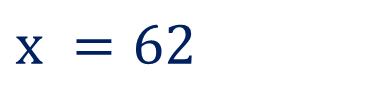 x = 62